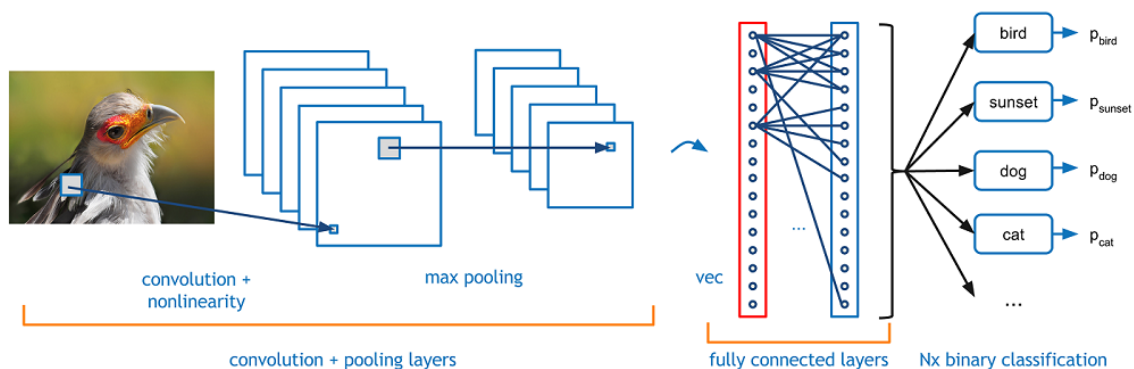 convolution +
nonlinearity
max pooling
vec
...
bird
p_bird
sunset
p_sunset
dog
p_dog
cat
p_cat
...
convolution + pooling layers
fully connected layers
Nx binary classification